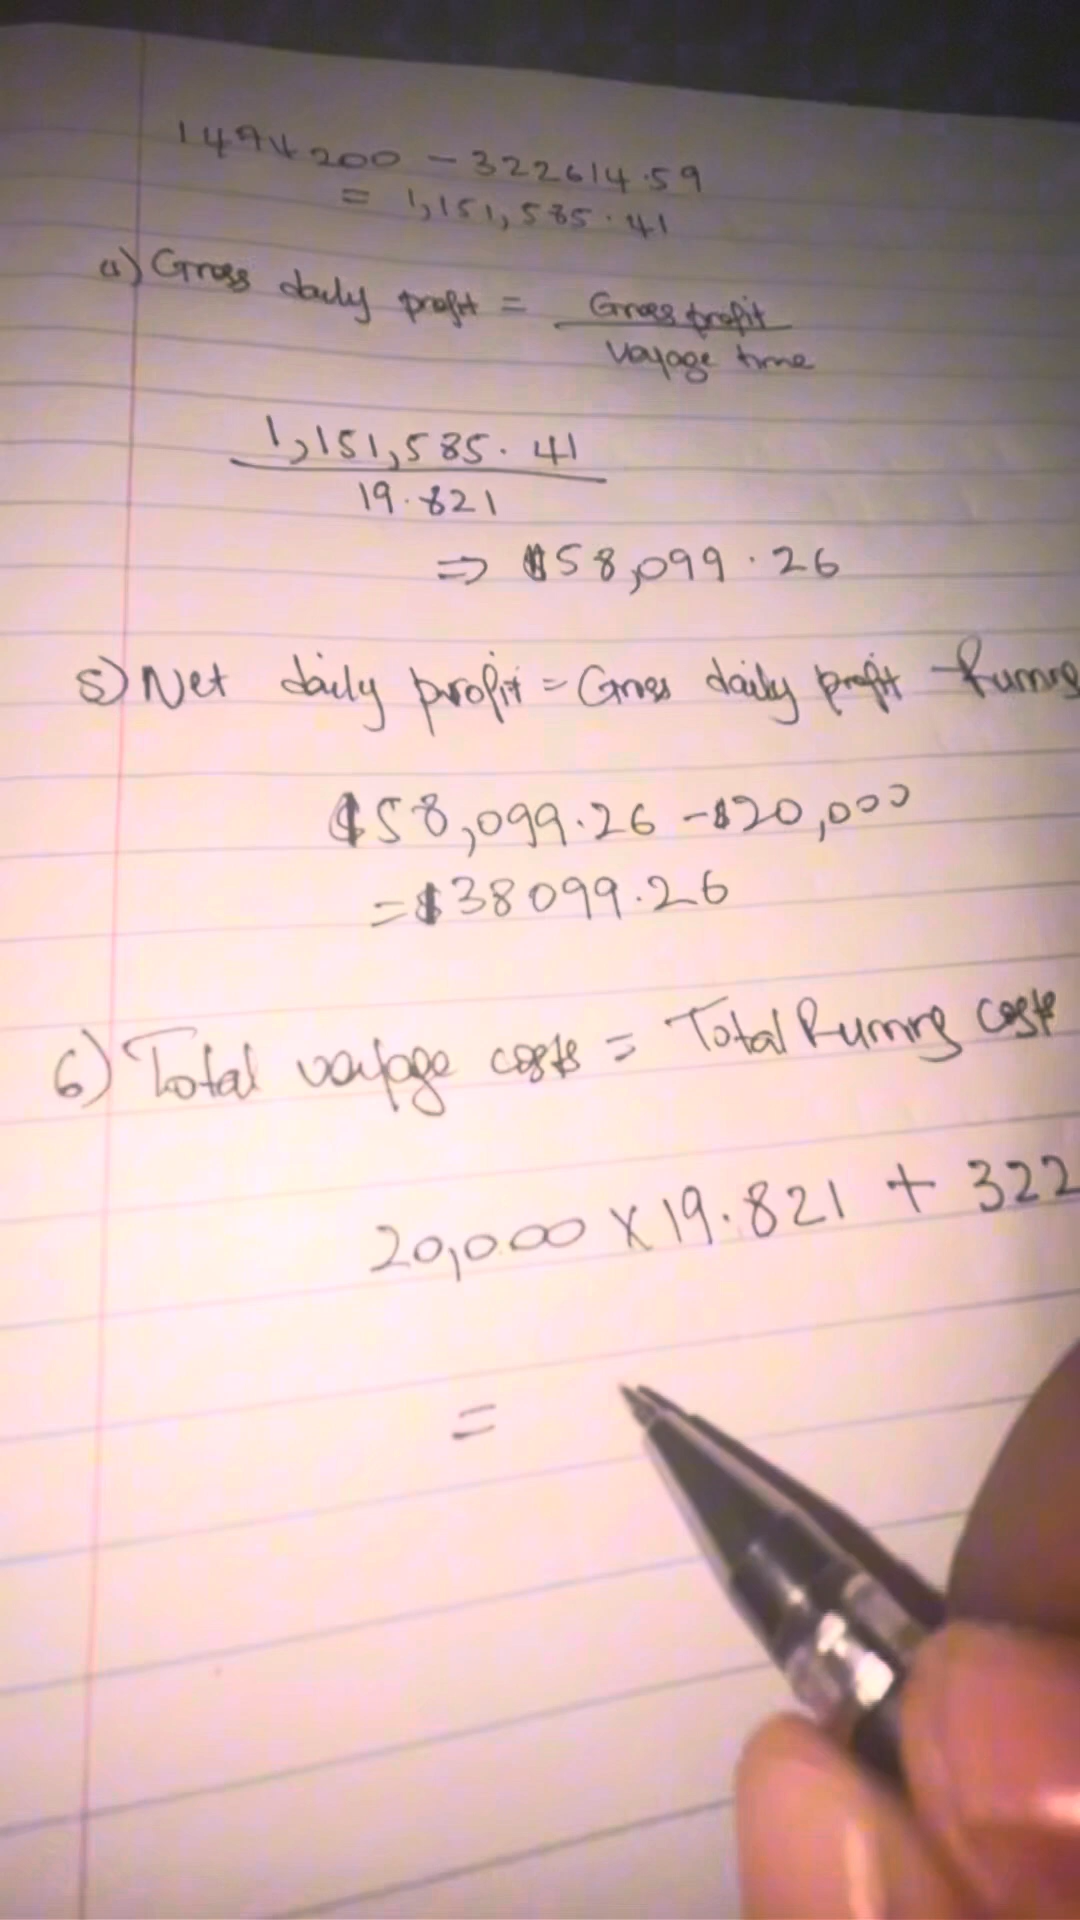 1474200 - 322614.59
= 1,151,585.41
a) Gross daily profit = Gross profit
Voyage time
1,151,585.41
19.821
⇒ $58,099.26
5) Net daily profit = Gross daily profit - Running
$58,099.26 - $20,000
= $38099.26
6) Total voyage costs = Total Running costs
20,000 X 19.821 + 322
=